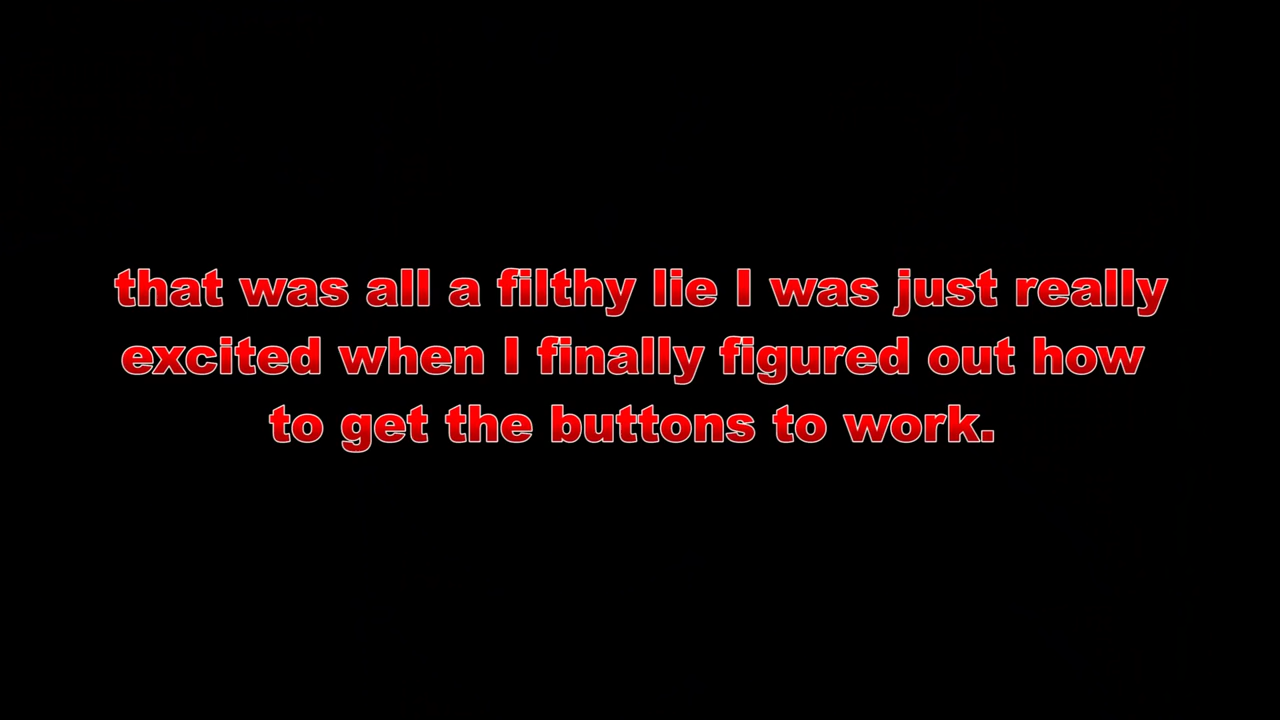 that was all a filthy lie I was just really
excited when I finally figured out how
to get the buttons to work.